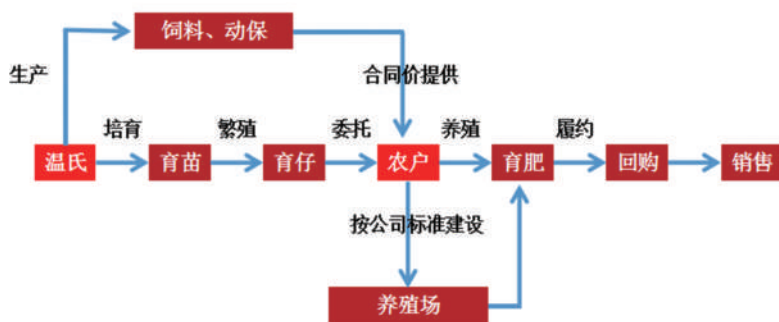 饲料、动保
生产
合同价提供
培育
繁殖
委托
养殖
履约
温氏
育苗
育仔
农户
育肥
回购
销售
按公司标准建设
养殖场